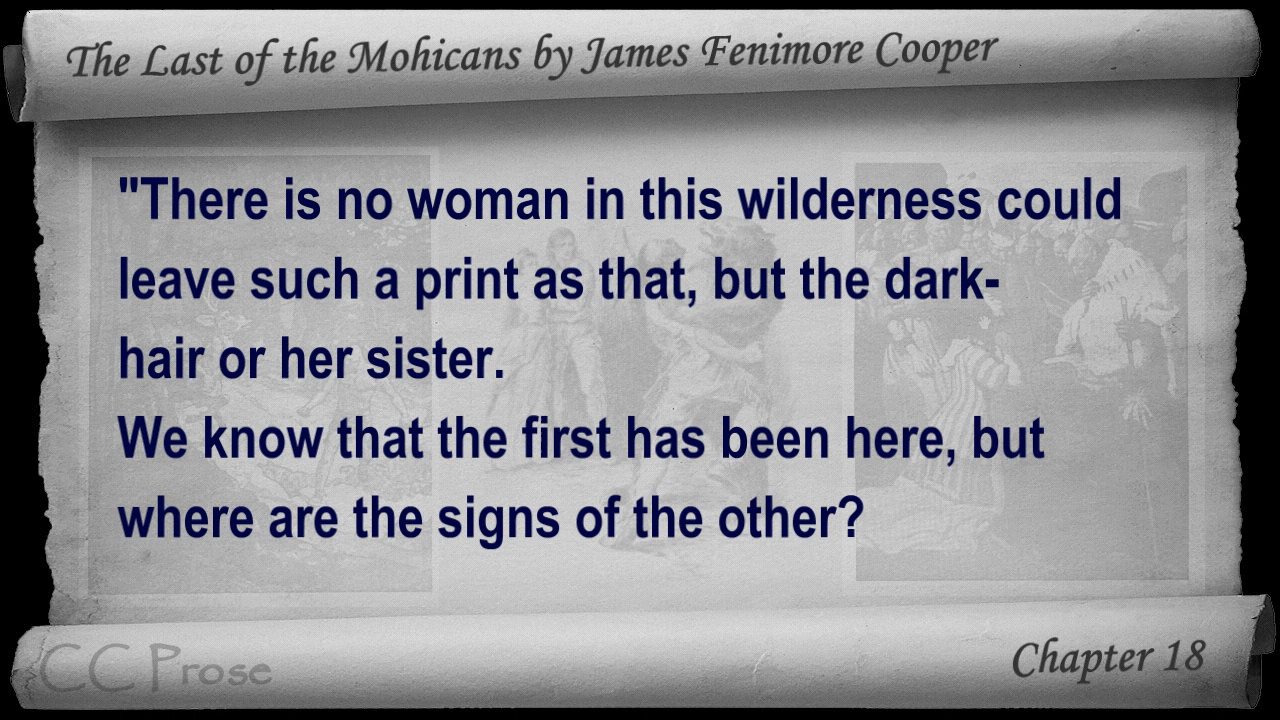 The Last of the Mohicans by James Fenimore Cooper
"There is no woman in this wilderness could
leave such a print as that, but the dark-
hair or her sister.
We know that the first has been here, but
where are the signs of the other?
CC Prose
Chapter 18